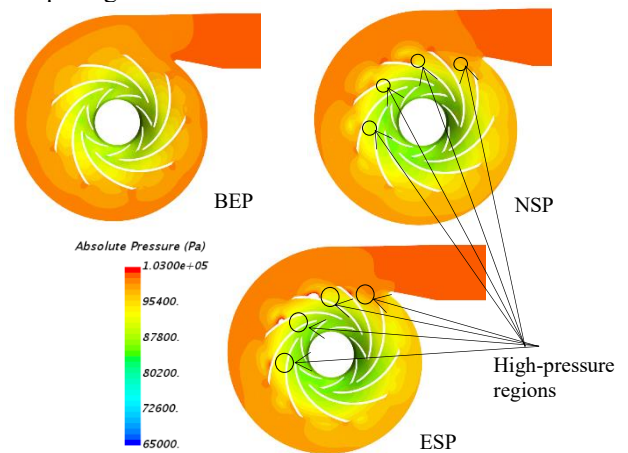 BEP
NSP
Absolute Pressure (Pa)
1.0300e+05
95400.
87800.
80200.
72600.
65000.
High-pressure
regions
ESP